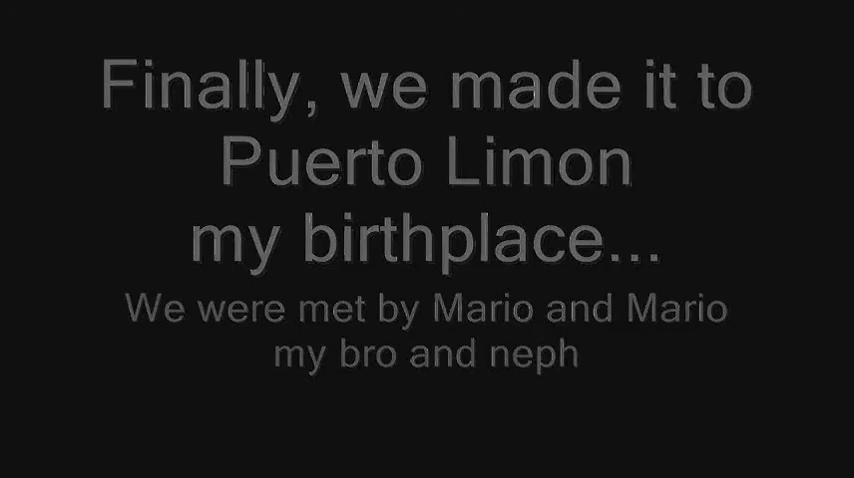 Finally, we made it to
Puerto Limon
my birthplace...
We were met by Mario and Mario
my bro and neph